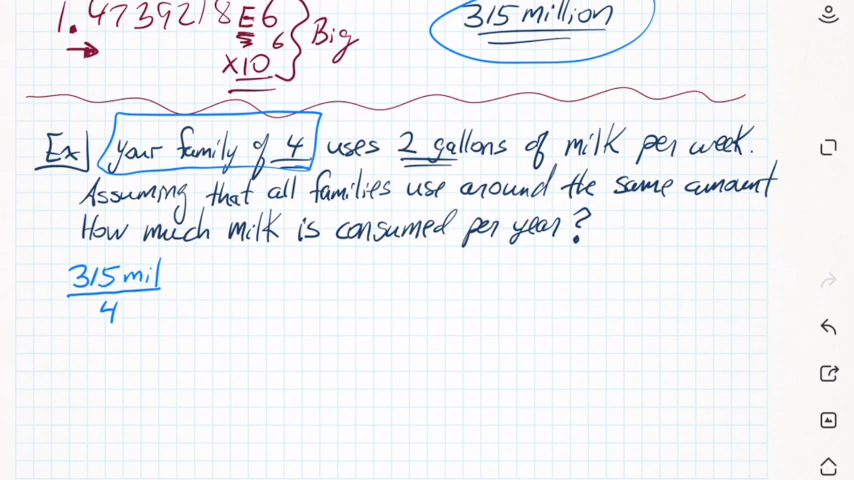 1.4739218E6
x10^6 } Big
315 million
Ex| your family of 4 uses 2 gallons of milk per week.
Assuming that all families use around the same amount
How much milk is consumed per year?
315 mil
4